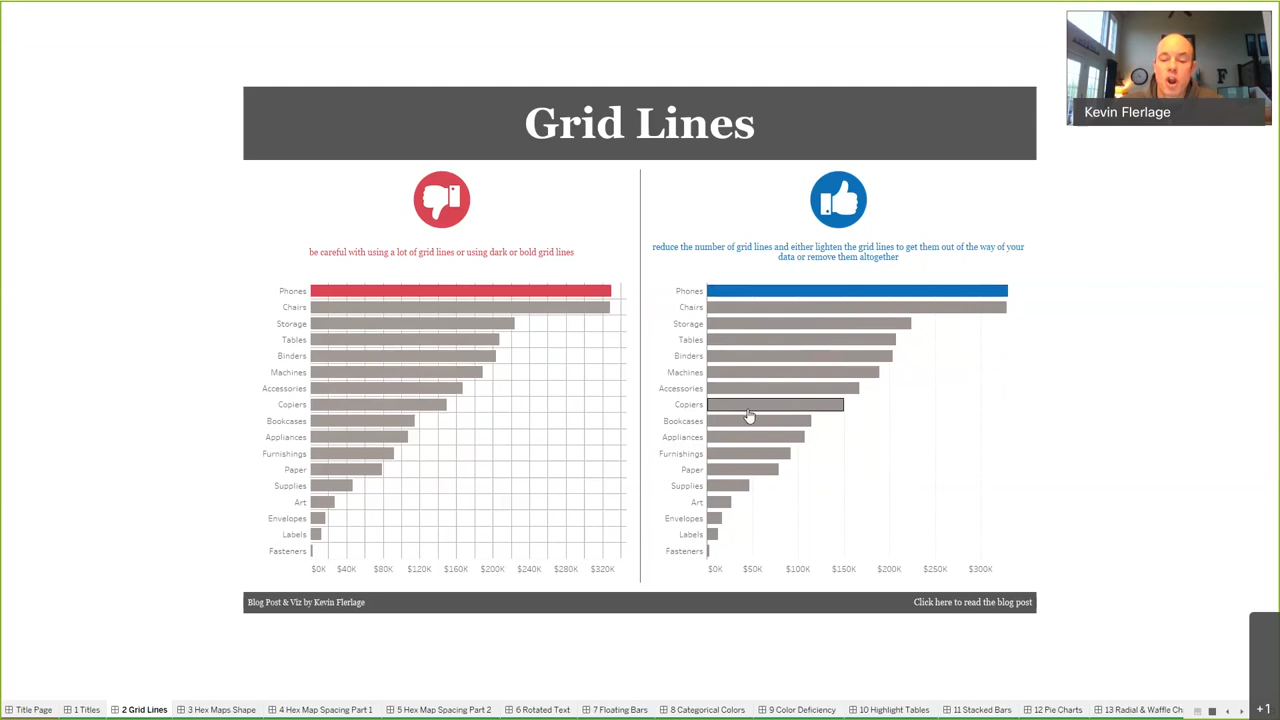 Kevin Flerlage
Grid Lines
be careful with using a lot of grid lines or using dark or bold grid lines
Phones
Chairs
Storage
Tables
Binders
Machines
Accessories
Copiers
Bookcases
Appliances
Furnishings
Paper
Supplies
Art
Envelopes
Labels
Fasteners
$0K $40K $80K $120K $160K $200K $240K $280K $320K
reduce the number of grid lines and either lighten the grid lines to get them out of the way of your
data or remove them altogether
Phones
Chairs
Storage
Tables
Binders
Machines
Accessories
Copiers
Bookcases
Appliances
Furnishings
Paper
Supplies
Art
Envelopes
Labels
Fasteners
$0K $50K $100K $150K $200K $250K $300K
Blog Post & Viz by Kevin Flerlage Click here to read the blog post
Title Page 1 Titles 2 Grid Lines 3 Hex Maps Shape 4 Hex Map Spacing Part 1 5 Hex Map Spacing Part 2 6 Rotated Text 7 Floating Bars 8 Categorical Colors 9 Color Deficiency 10 Highlight Tables 11 Stacked Bars 12 Pie Charts 13 Radial & Waffle Ch +1